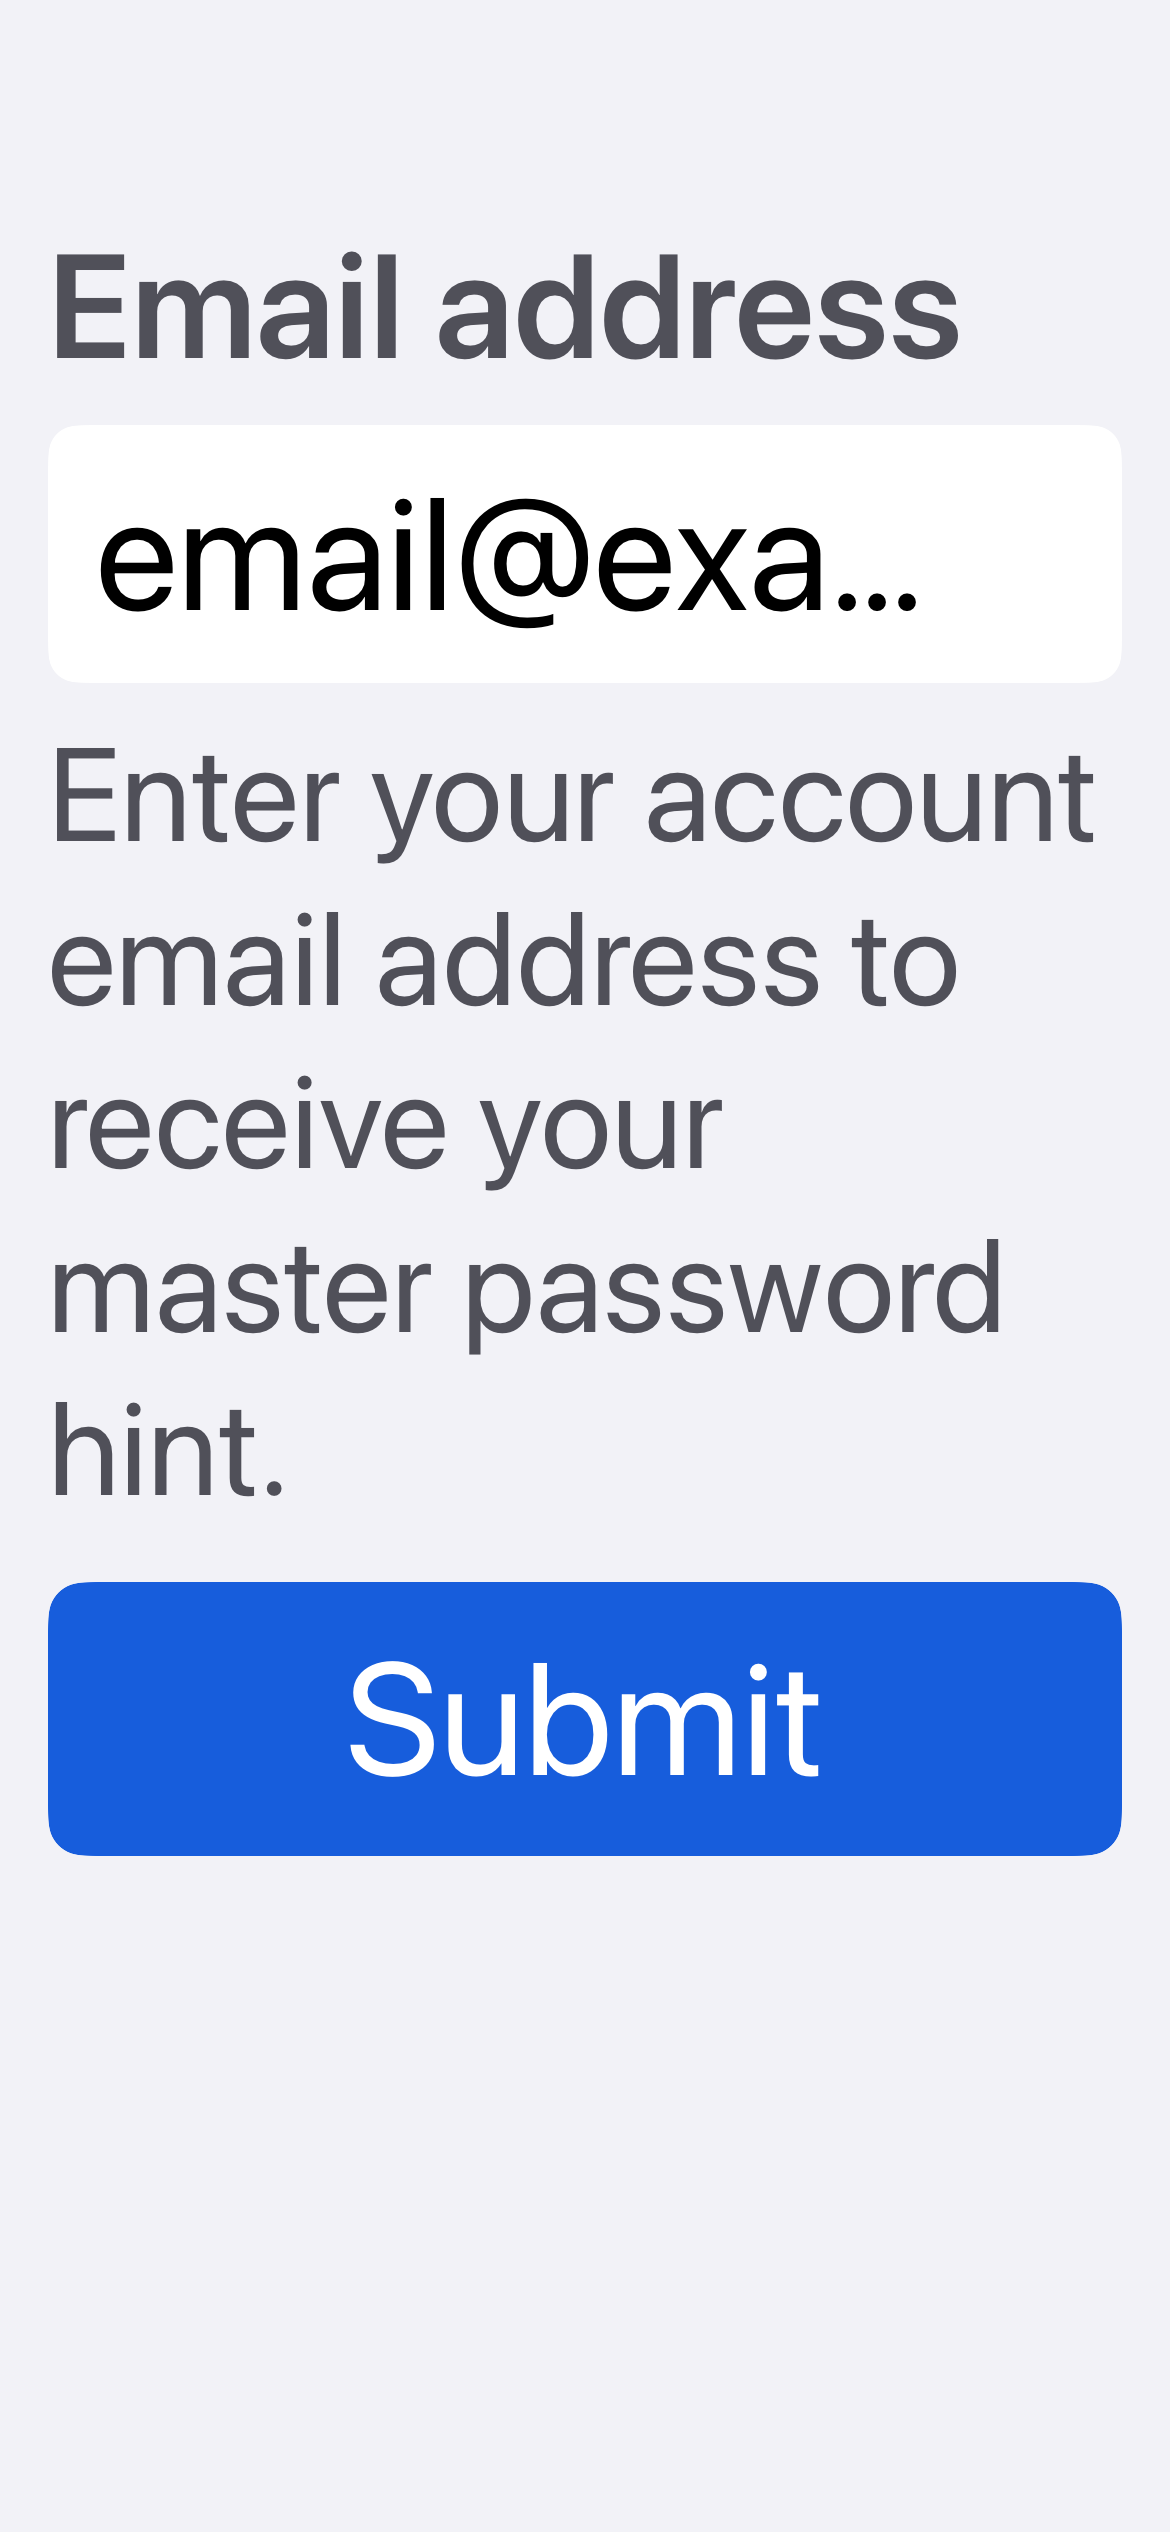 Email address
email@exa...
Enter your account
email address to
receive your
master password
hint.
Submit